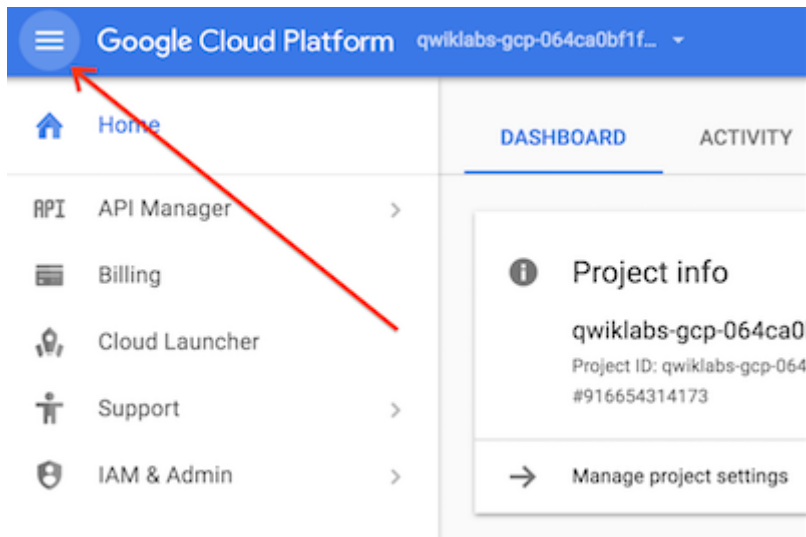 Google Cloud Platform qwiklabs-gcp-064ca0bf1f...
Home
API API Manager
Billing
Cloud Launcher
Support
IAM & Admin
DASHBOARD ACTIVITY
Project info
qwiklabs-gcp-064ca0
Project ID: qwiklabs-gcp-064
#916654314173
Manage project settings